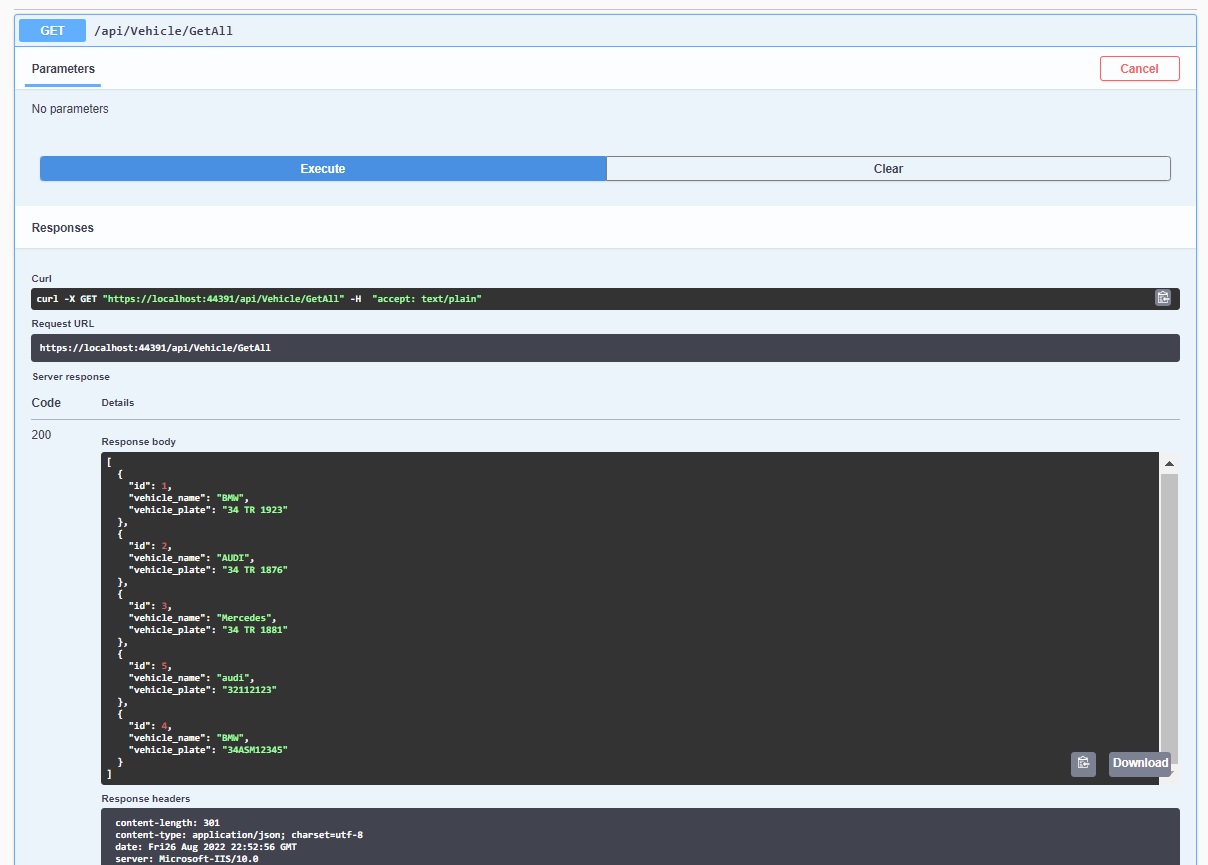 GET /api/Vehicle/GetAll
Parameters Cancel
No parameters
Execute Clear
Responses
Curl
curl -X GET "https://localhost:44391/api/Vehicle/GetAll" -H  "accept: text/plain"
Request URL
https://localhost:44391/api/Vehicle/GetAll
Server response
Code Details
200
Response body
[
  {
    "id": 1,
    "vehicle_name": "BMW",
    "vehicle_plate": "34 TR 1923"
  },
  {
    "id": 2,
    "vehicle_name": "AUDI",
    "vehicle_plate": "34 TR 1876"
  },
  {
    "id": 3,
    "vehicle_name": "Mercedes",
    "vehicle_plate": "34 TR 1881"
  },
  {
    "id": 5,
    "vehicle_name": "audi",
    "vehicle_plate": "32112123"
  },
  {
    "id": 4,
    "vehicle_name": "BMW",
    "vehicle_plate": "34ASM12345"
  }
]
Download
Response headers
content-length: 301
content-type: application/json; charset=utf-8
date: Fri26 Aug 2022 22:52:56 GMT
server: Microsoft-IIS/10.0